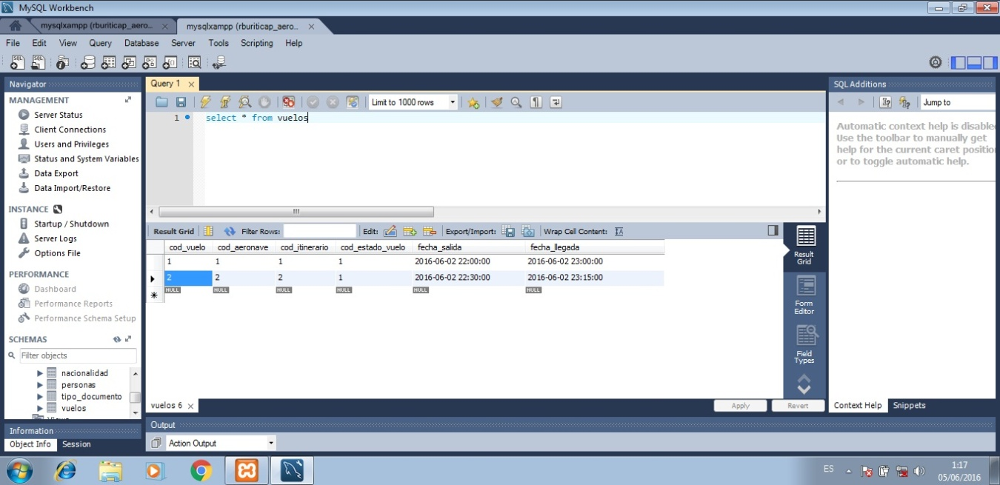 MySQL Workbench
mysqlxampp (rburiticap_aero... × mysqlxampp (rburiticap_aero... ×
File Edit View Query Database Server Tools Scripting Help
Navigator
MANAGEMENT
Server Status
Client Connections
Users and Privileges
Status and System Variables
Data Export
Data Import/Restore
INSTANCE
Startup / Shutdown
Server Logs
Options File
PERFORMANCE
Dashboard
Performance Reports
Performance Schema Setup
SCHEMAS
Filter objects
nacionalidad
personas
tipo_documento
vuelos
Views
Information
Object Info Session
Query 1 ×
Limit to 1000 rows
1 select * from vuelos
Result Grid Filter Rows: Edit: Export/Import: Wrap Cell Content:
cod_vuelo cod_aeronave cod_itinerario cod_estado_vuelo fecha_salida fecha_llegada
1 1 1 1 2016-06-02 22:00:00 2016-06-02 23:00:00
2 2 2 1 2016-06-02 22:30:00 2016-06-02 23:15:00
NULL NULL NULL NULL NULL NULL
Result
Grid
Form
Editor
Field
Types
vuelos 6 × Apply Revert
Output
Action Output
SQL Additions
Jump to
Automatic context help is disable
Use the toolbar to manually get
help for the current caret positio
or to toggle automatic help.
Context Help Snippets
ES
1:17
05/06/2016